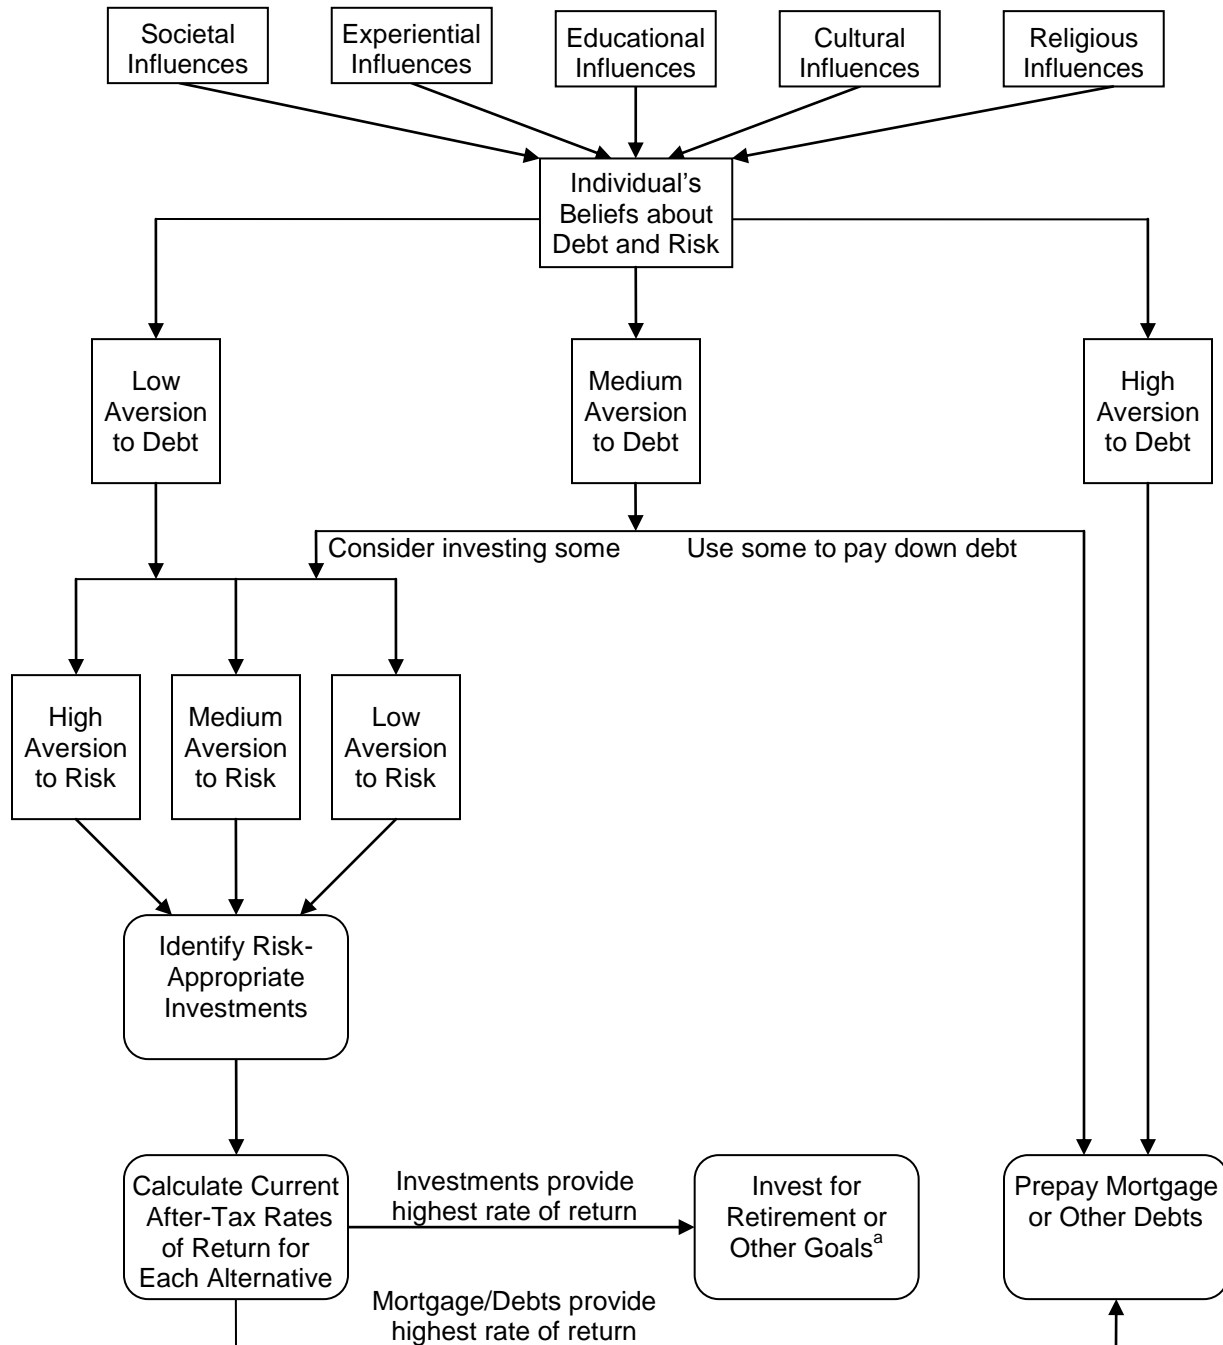 Societal
Influences
Experiential
Influences
Educational
Influences
Cultural
Influences
Religious
Influences
Individual’s
Beliefs about
Debt and Risk
Low
Aversion
to Debt
Medium
Aversion
to Debt
High
Aversion
to Debt
Consider investing some
Use some to pay down debt
High
Aversion
to Risk
Medium
Aversion
to Risk
Low
Aversion
to Risk
Identify Risk-
Appropriate
Investments
Calculate Current
After-Tax Rates
of Return for
Each Alternative
Investments provide
highest rate of return
Invest for
Retirement or
Other Goalsª
Prepay Mortgage
or Other Debts
Mortgage/Debts provide
highest rate of return